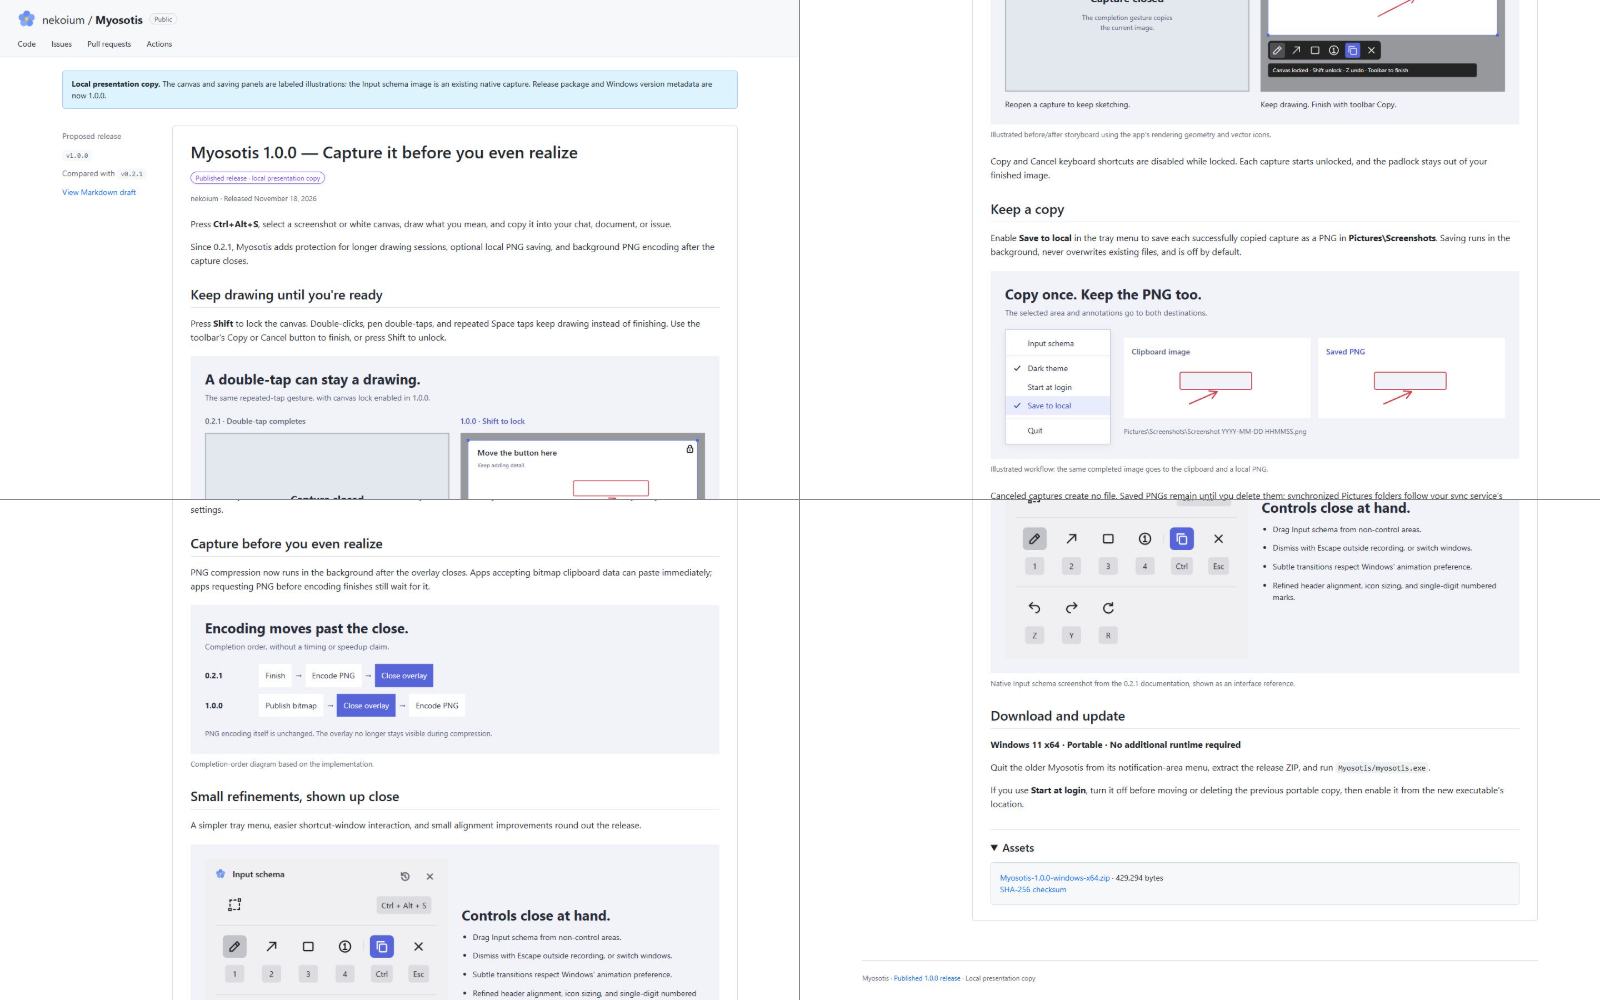 nekoium / Myosotis Public
Code Issues Pull requests Actions
Local presentation copy. The canvas and saving panels are labeled illustrations; the Input schema image is an existing native capture. Release package and Windows version metadata are
now 1.0.0.
Proposed release
v1.0.0
Compared with v0.2.1
View Markdown draft
Myosotis 1.0.0 — Capture it before you even realize
Published release · local presentation copy
nekoium · Released November 18, 2026
Press Ctrl+Alt+S, select a screenshot or white canvas, draw what you mean, and copy it into your chat, document, or issue.
Since 0.2.1, Myosotis adds protection for longer drawing sessions, optional local PNG saving, and background PNG encoding after the
capture closes.
Keep drawing until you're ready
Press Shift to lock the canvas. Double-clicks, pen double-taps, and repeated Space taps keep drawing instead of finishing. Use the
toolbar's Copy or Cancel button to finish, or press Shift to unlock.
A double-tap can stay a drawing.
The same repeated-tap gesture, with canvas lock enabled in 1.0.0.
0.2.1 · Double-tap completes
1.0.0 · Shift to lock
Move the button here
Keep adding detail.
Capture closed
Capture closed
The completion gesture copies
the current image.
Canvas locked · Shift unlock · Z undo · Toolbar to finish
Reopen a capture to keep sketching.
Keep drawing. Finish with toolbar Copy.
Illustrated before/after storyboard using the app's rendering geometry and vector icons.
Copy and Cancel keyboard shortcuts are disabled while locked. Each capture starts unlocked, and the padlock stays out of your
finished image.
Keep a copy
Enable Save to local in the tray menu to save each successfully copied capture as a PNG in Pictures\Screenshots. Saving runs in the
background, never overwrites existing files, and is off by default.
Copy once. Keep the PNG too.
The selected area and annotations go to both destinations.
Input schema
Dark theme
Start at login
Save to local
Quit
Clipboard image
Saved PNG
Pictures\Screenshots\Screenshot YYYY-MM-DD HHMMSS.png
Illustrated workflow: the same completed image goes to the clipboard and a local PNG.
Canceled captures create no file. Saved PNGs remain until you delete them; synchronized Pictures folders follow your sync service's
settings.
Capture before you even realize
PNG compression now runs in the background after the overlay closes. Apps accepting bitmap clipboard data can paste immediately;
apps requesting PNG before encoding finishes still wait for it.
Encoding moves past the close.
Completion order, without a timing or speedup claim.
0.2.1 Finish → Encode PNG → Close overlay
1.0.0 Publish bitmap → Close overlay → Encode PNG
PNG encoding itself is unchanged. The overlay no longer stays visible during compression.
Completion-order diagram based on the implementation.
Small refinements, shown up close
A simpler tray menu, easier shortcut-window interaction, and small alignment improvements round out the release.
Input schema
Ctrl + Alt + S
1 2 3 4 Ctrl Esc
Controls close at hand.
Drag Input schema from non-control areas.
Dismiss with Escape outside recording, or switch windows.
Subtle transitions respect Windows' animation preference.
Refined header alignment, icon sizing, and single-digit numbered
1 2 3 4 Ctrl Esc
Z Y R
Controls close at hand.
Drag Input schema from non-control areas.
Dismiss with Escape outside recording, or switch windows.
Subtle transitions respect Windows' animation preference.
Refined header alignment, icon sizing, and single-digit numbered
marks.
Native Input schema screenshot from the 0.2.1 documentation, shown as an interface reference.
Download and update
Windows 11 x64 · Portable · No additional runtime required
Quit the older Myosotis from its notification-area menu, extract the release ZIP, and run Myosotis/myosotis.exe.
If you use Start at login, turn it off before moving or deleting the previous portable copy, then enable it from the new executable's
location.
▼ Assets
Myosotis-1.0.0-windows-x64.zip · 429,294 bytes
SHA-256 checksum
Myosotis · Published 1.0.0 release · Local presentation copy